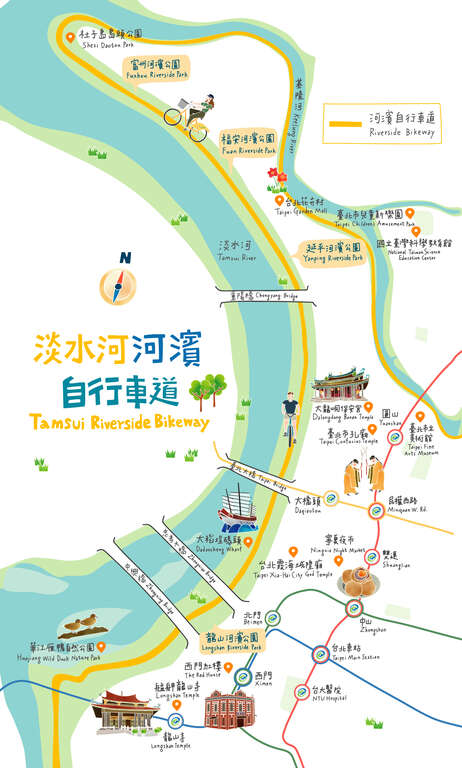 社子島島頭公園
Shezi Daotou Park
富州河濱公園
Fuzhou Riverside Park
基隆河 Keelung River
河濱自行車道
Riverside Bikeway
福安河濱公園
Fuan Riverside Park
台北花卉村
Taipei Garden Mall
臺北市兒童新樂園
Taipei Children's Amusement Park
國立臺灣科學教育館
National Taiwan Science
Education Center
淡水河
Tamsui River
延平河濱公園
Yanping Riverside Park
N
重陽橋 Chongyang Bridge
淡水河河濱
自行車道
Tamsui Riverside Bikeway
大龍峒保安宮
Dalongdong Baoan Temple
圓山
Yuanshan
臺北市立
美術館
Taipei Fine
Arts Museum
臺北市孔廟
Taipei Confucius Temple
臺北大橋 Taipei Bridge
大橋頭
Daqiaotou
民權西路
Minquan W. Rd.
大稻埕碼頭
Dadaocheng Wharf
寧夏夜市
Ningxia Night Market
雙連
Shuanglian
台北霞海城隍廟
Taipei Xia-Hai City God Temple
中山
Zhongshan
北門
Beimen
華江雁鴨自然公園
Huajiang Wild Duck Nature Park
龍山河濱公園
Longshan Riverside Park
台北車站
Taipei Main Station
西門紅樓
The Red House
西門
Ximen
艋舺龍山寺
Longshan Temple
台大醫院
NTU Hospital
龍山寺
Longshan Temple